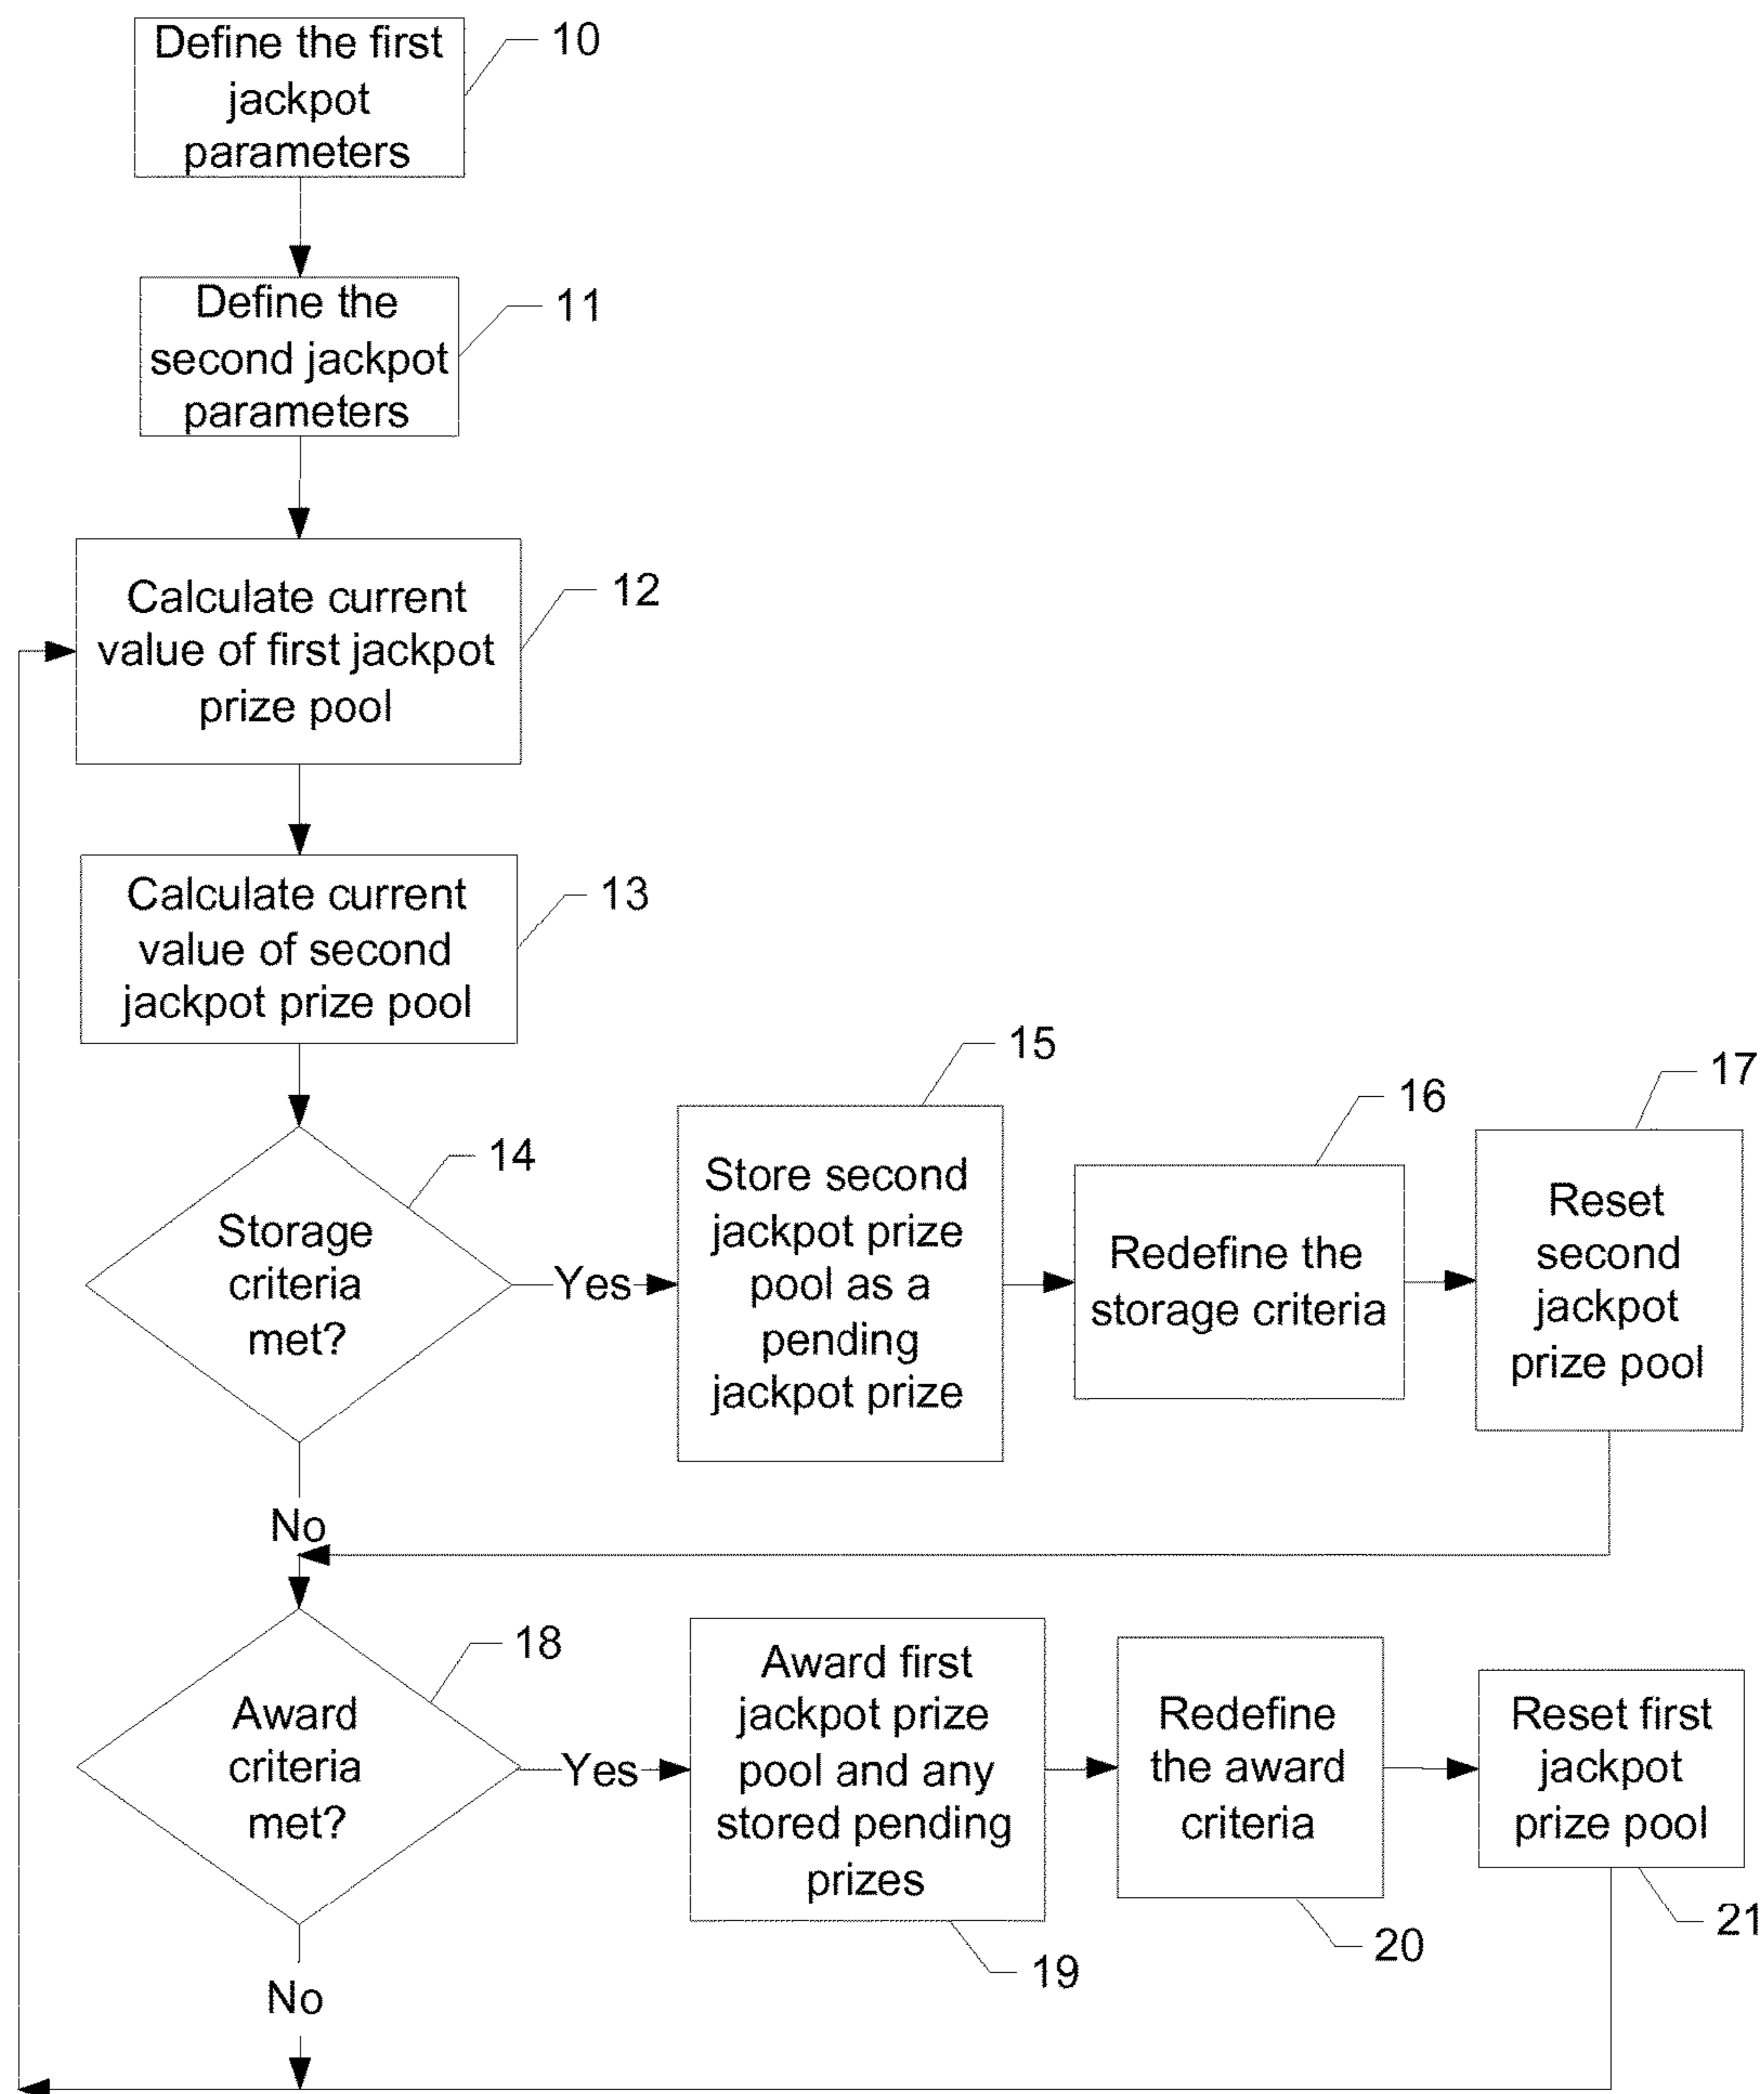 Define the first
jackpot
parameters
10
Define the
second jackpot
parameters
11
Calculate current
value of first jackpot
prize pool
12
Calculate current
value of second
jackpot prize pool
13
Storage
criteria
met?
14
Yes
Store second
jackpot prize
pool as a
pending
jackpot prize
15
Redefine the
storage criteria
16
Reset
second
jackpot
prize pool
17
No
Award
criteria
met?
18
Yes
Award first
jackpot prize
pool and any
stored pending
prizes
19
Redefine
the award
criteria
20
Reset first
jackpot
prize pool
21
No